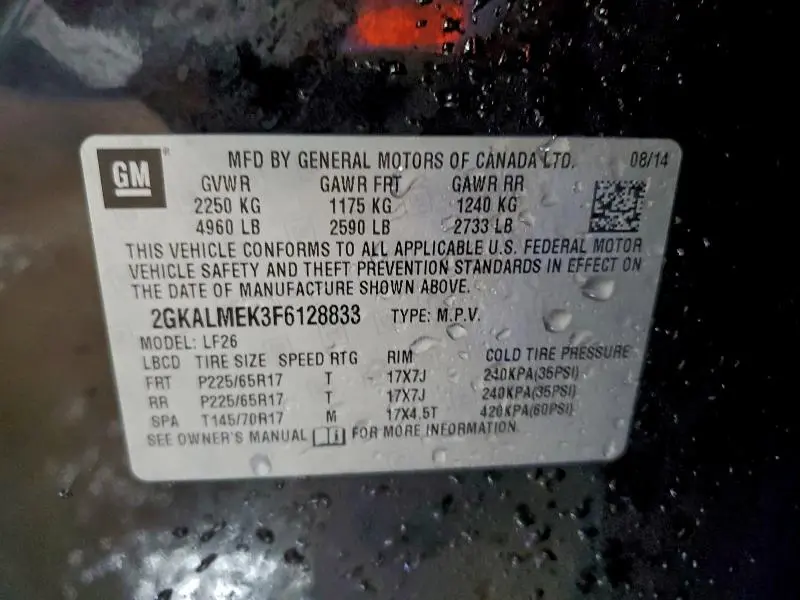 GM® MFD BY GENERAL MOTORS OF CANADA LTD. 08/14
GVWR GAWR FRT GAWR RR
2250 KG 1175 KG 1240 KG
4960 LB 2590 LB 2733 LB
THIS VEHICLE CONFORMS TO ALL APPLICABLE U.S. FEDERAL MOTOR
VEHICLE SAFETY AND THEFT PREVENTION STANDARDS IN EFFECT ON
THE DATE OF MANUFACTURE SHOWN ABOVE.
2GKALMEK3F6128833 TYPE: M.P.V.
MODEL: LF26
LBCD TIRE SIZE SPEED RTG RIM COLD TIRE PRESSURE
FRT P225/65R17 T 17X7J 240KPA(35PSI)
RR P225/65R17 T 17X7J 240KPA(35PSI)
SPA T145/70R17 M 17X4.5T 420KPA(60PSI)
SEE OWNER'S MANUAL FOR MORE INFORMATION.